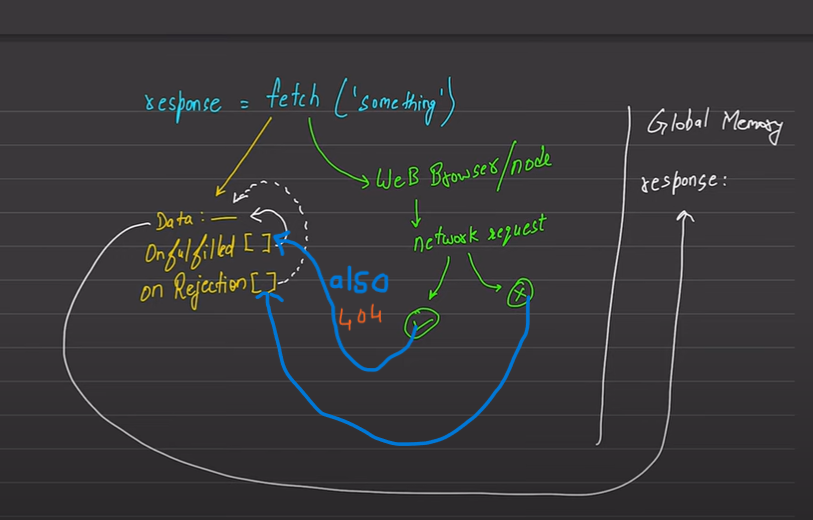 response = fetch ('something')
Global Memory
response:
WEB Browser/node
Data: —
network request
Onfulfilled [ ]
on Rejection [ ]
also
404